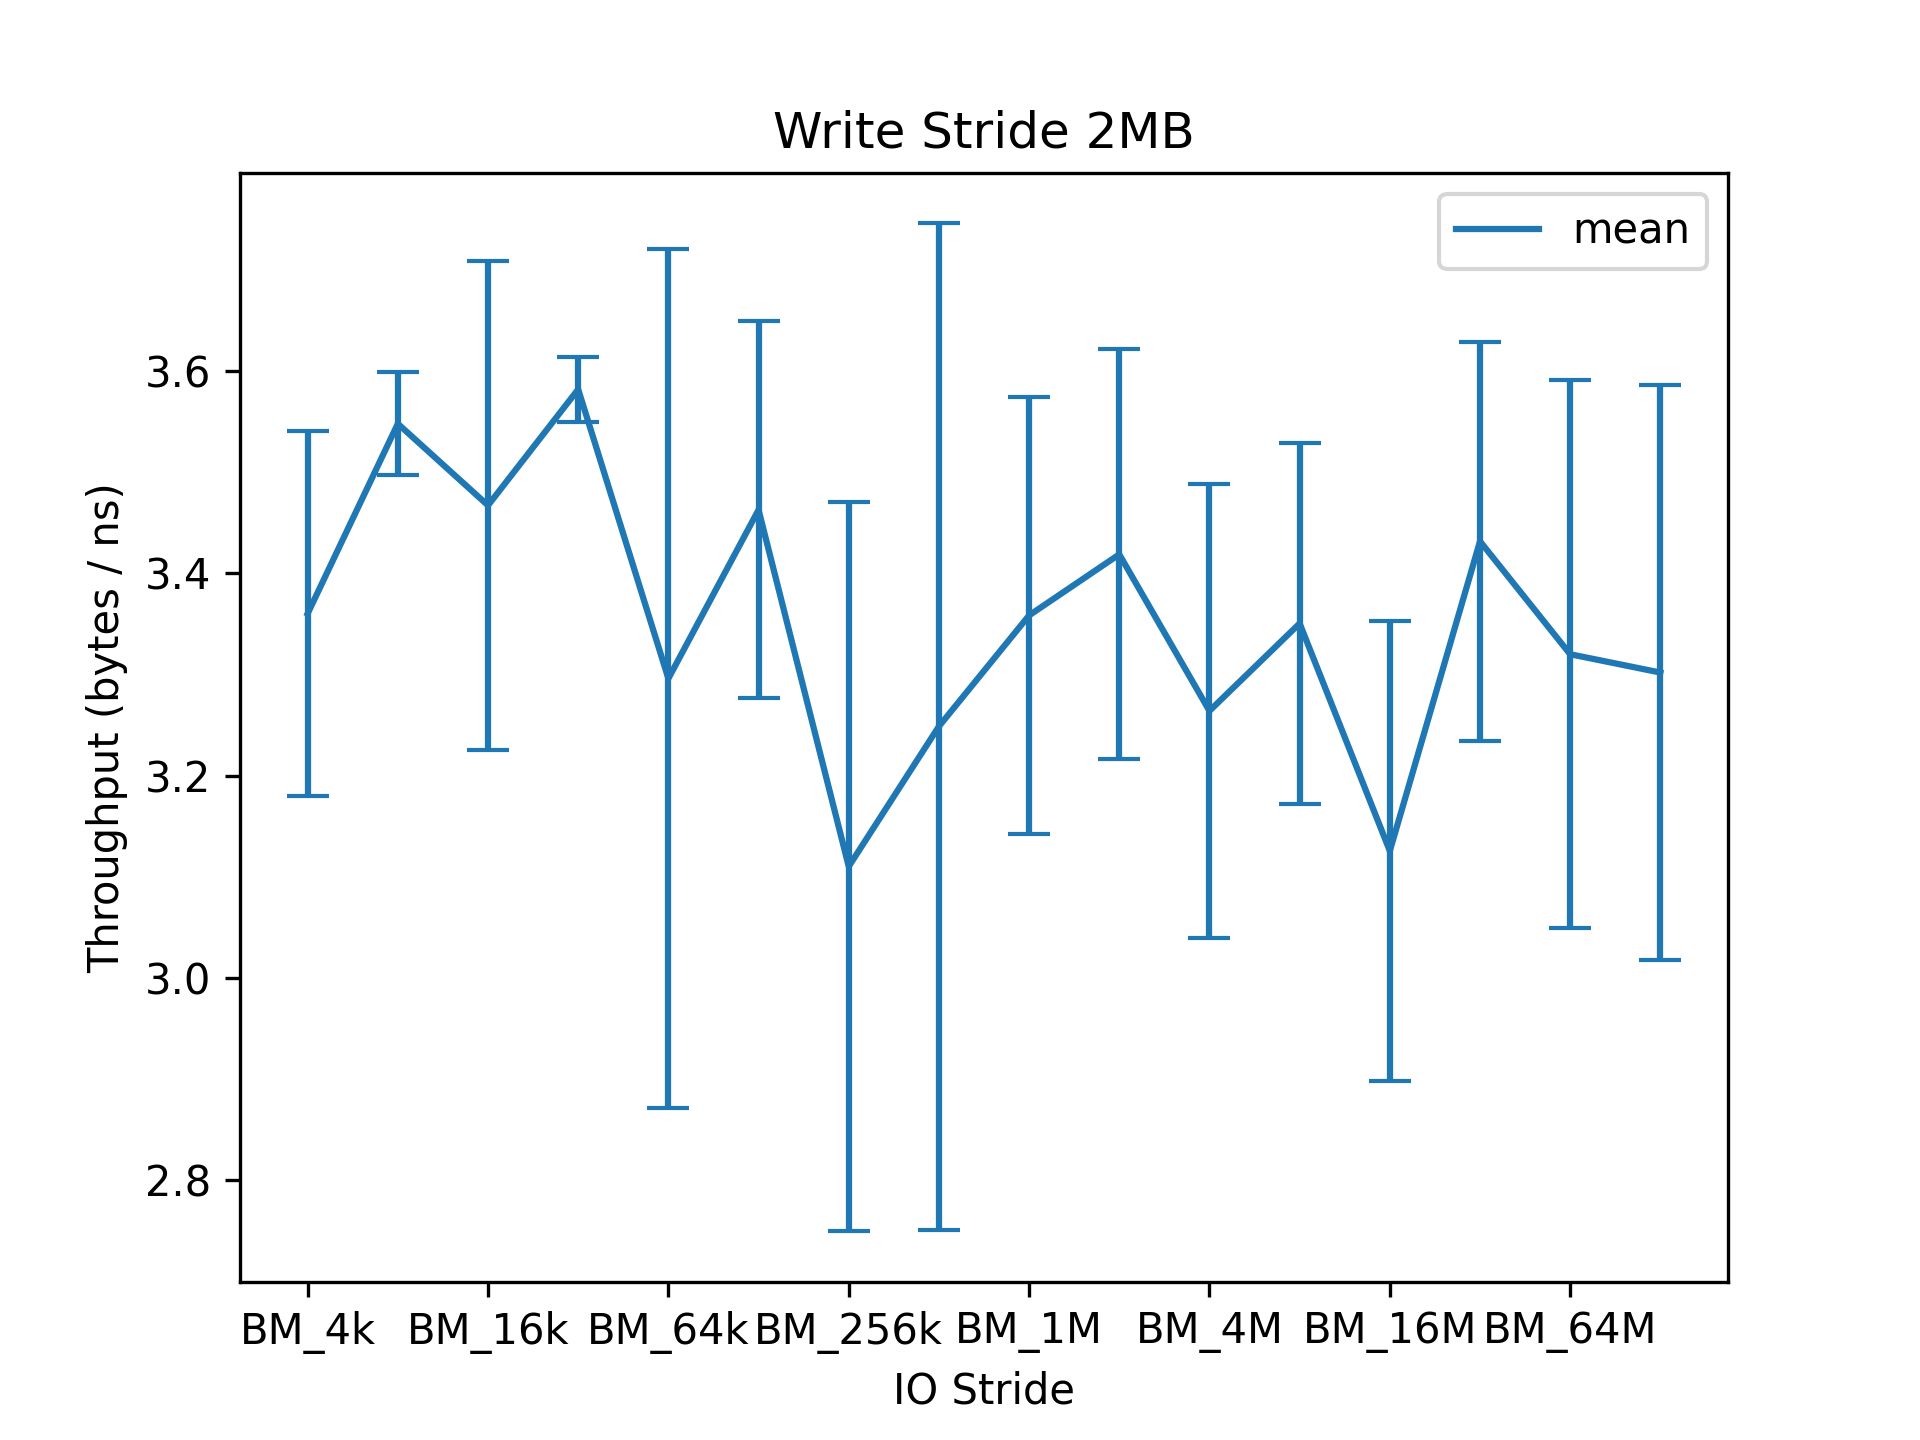 Write Stride 2MB
mean
Throughput (bytes / ns)
3.6
3.4
3.2
3.0
2.8
BM_4k BM_16k BM_64k BM_256k BM_1M BM_4M BM_16M BM_64M
IO Stride